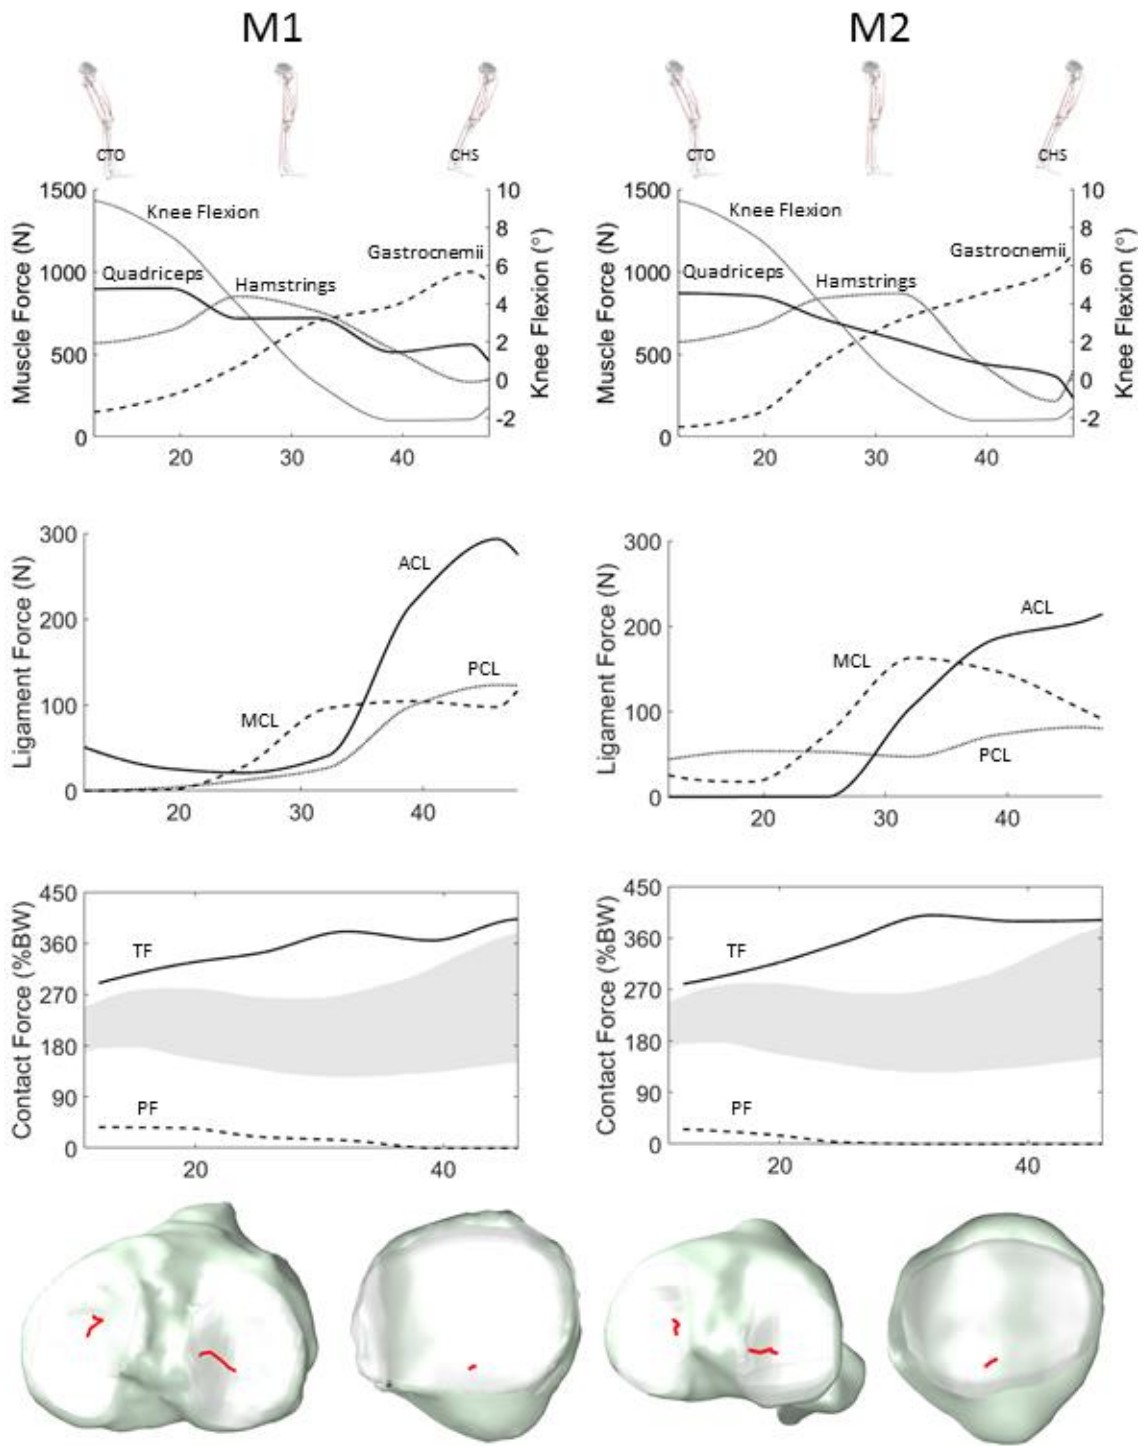 M1
M2
CTO
CHS
CTO
CHS
1500
1000
500
0
Muscle Force (N)
Knee Flexion
Quadriceps
Hamstrings
Gastrocnemii
10
8
6
4
2
0
-2
Knee Flexion (°)
20
30
40
1500
1000
500
0
Muscle Force (N)
Knee Flexion
Quadriceps
Hamstrings
Gastrocnemii
10
8
6
4
2
0
-2
Knee Flexion (°)
20
30
40
300
200
100
0
Ligament Force (N)
ACL
PCL
MCL
20
30
40
300
200
100
0
Ligament Force (N)
ACL
MCL
PCL
20
30
40
450
360
270
180
90
0
Contact Force (%BW)
TF
PF
20
40
450
360
270
180
90
0
Contact Force (%BW)
TF
PF
20
40